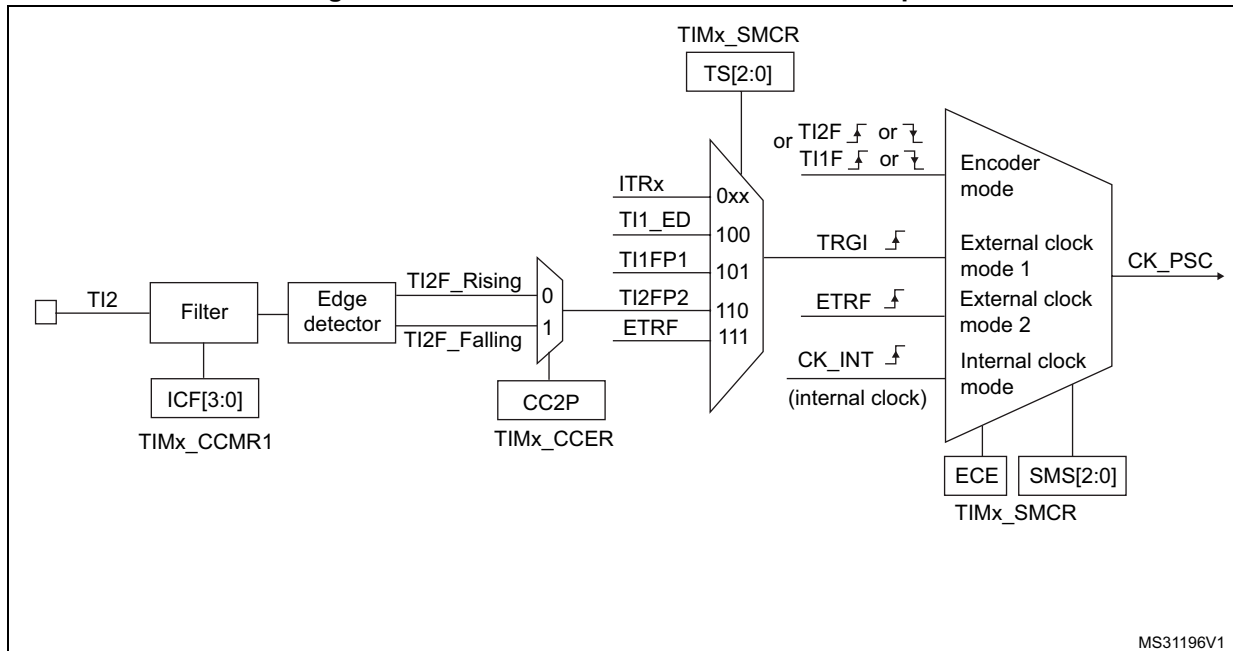 TIMx_SMCR
TS[2:0]
or TI2F or
TI1F or
Encoder
mode
ITRx
0xx
TI1_ED
100
TRGI
External clock
mode 1
CK_PSC
TI1FP1
101
TI2F_Rising
0
TI2
Filter
Edge
detector
TI2FP2
110
ETRF
External clock
mode 2
1
ETRF
111
TI2F_Falling
CK_INT
Internal clock
mode
(internal clock)
ICF[3:0]
CC2P
TIMx_CCMR1
TIMx_CCER
ECE
SMS[2:0]
TIMx_SMCR
MS31196V1